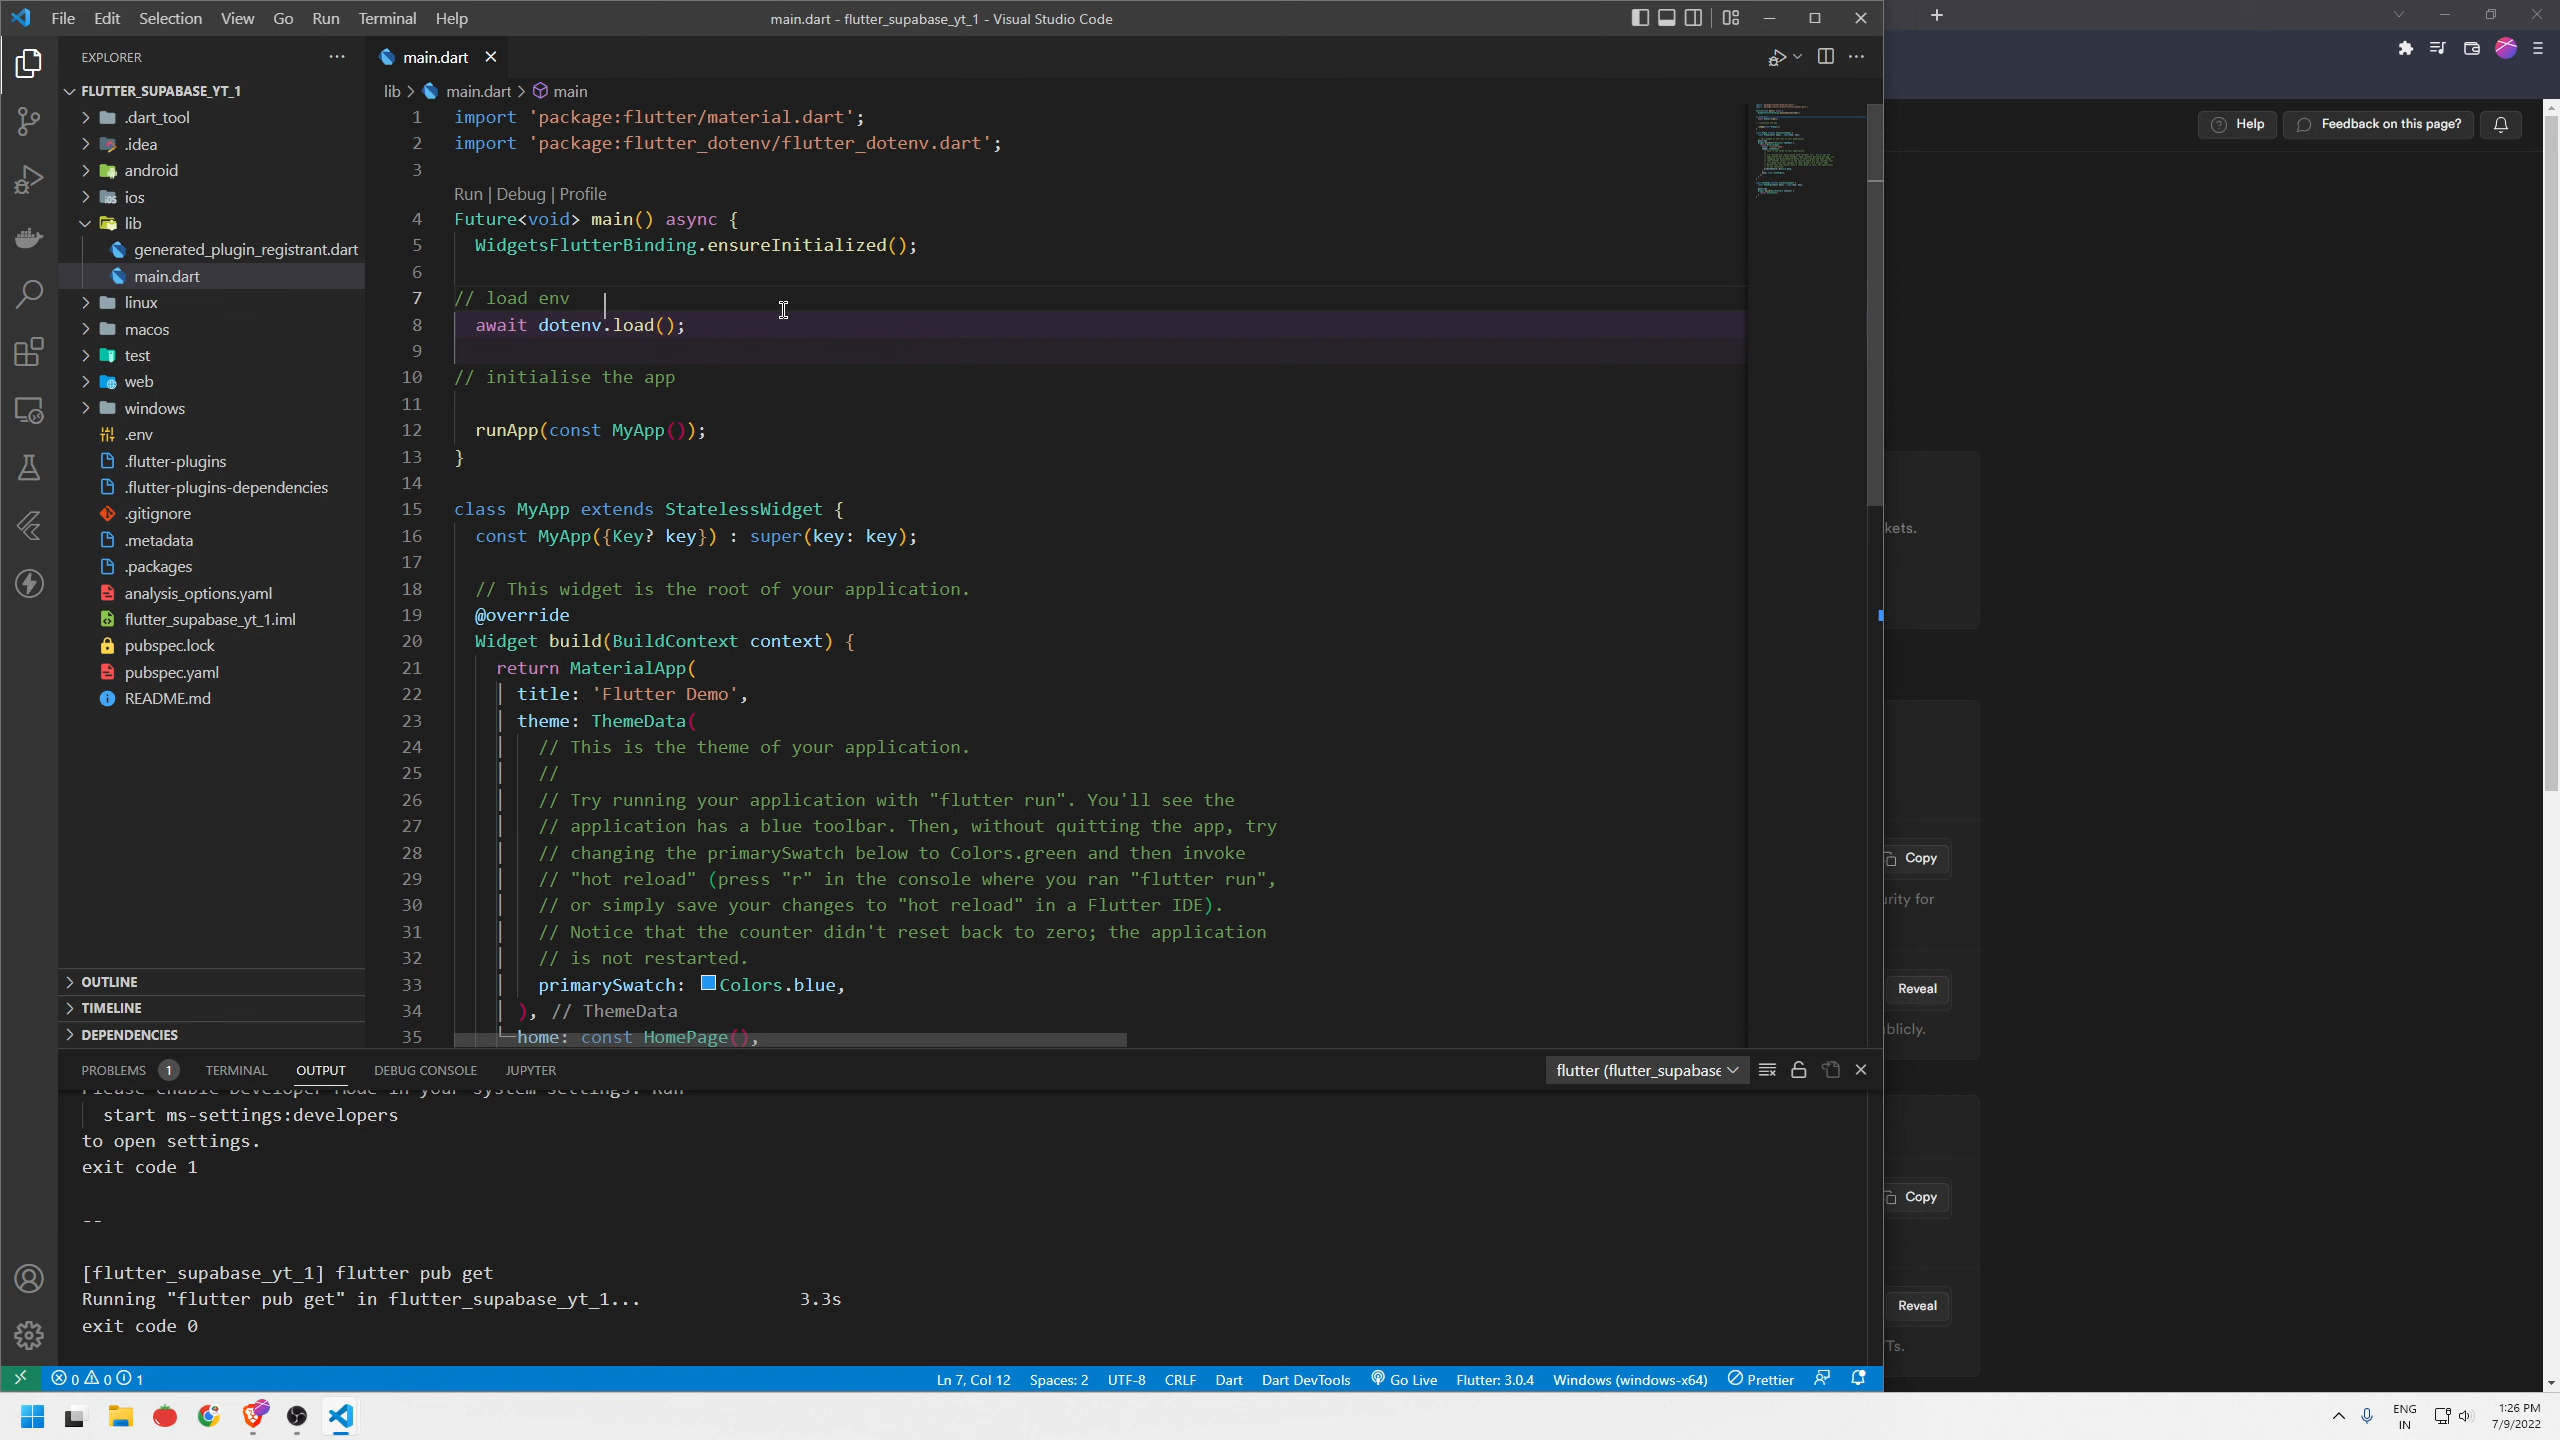 File Edit Selection View Go Run Terminal Help
main.dart - flutter_supabase_yt_1 - Visual Studio Code
EXPLORER
main.dart
FLUTTER_SUPABASE_YT_1
lib > main.dart > main
.dart_tool
.idea
android
ios
lib
generated_plugin_registrant.dart
main.dart
linux
macos
test
web
windows
.env
.flutter-plugins
.flutter-plugins-dependencies
.gitignore
.metadata
.packages
analysis_options.yaml
flutter_supabase_yt_1.iml
pubspec.lock
pubspec.yaml
README.md
OUTLINE
TIMELINE
DEPENDENCIES
1 import 'package:flutter/material.dart';
2 import 'package:flutter_dotenv/flutter_dotenv.dart';
3
Run | Debug | Profile
4 Future<void> main() async {
5 WidgetsFlutterBinding.ensureInitialized();
6
7 // load env
8 await dotenv.load();
9
10 // initialise the app
11
12 runApp(const MyApp());
13 }
14
15 class MyApp extends StatelessWidget {
16 const MyApp({Key? key}) : super(key: key);
17
18 // This widget is the root of your application.
19 @override
20 Widget build(BuildContext context) {
21 return MaterialApp(
22 title: 'Flutter Demo',
23 theme: ThemeData(
24 // This is the theme of your application.
25 //
26 // Try running your application with "flutter run". You'll see the
27 // application has a blue toolbar. Then, without quitting the app, try
28 // changing the primarySwatch below to Colors.green and then invoke
29 // "hot reload" (press "r" in the console where you ran "flutter run",
30 // or simply save your changes to "hot reload" in a Flutter IDE).
31 // Notice that the counter didn't reset back to zero; the application
32 // is not restarted.
33 primarySwatch: Colors.blue,
34 ), // ThemeData
35 home: const HomePage(),
PROBLEMS 1 TERMINAL OUTPUT DEBUG CONSOLE JUPYTER
flutter (flutter_supabase
Please enable Developer Mode in your system settings. Run
start ms-settings:developers
to open settings.
exit code 1
--
[flutter_supabase_yt_1] flutter pub get
Running "flutter pub get" in flutter_supabase_yt_1... 3.3s
exit code 0
0 0 1
Ln 7, Col 12 Spaces: 2 UTF-8 CRLF Dart Dart DevTools Go Live Flutter: 3.0.4 Windows (windows-x64) Prettier
Help Feedback on this page?
kets.
Copy
urity for
Reveal
ublicly.
Copy
Reveal
Ts.
ENG
IN
1:26 PM
7/9/2022